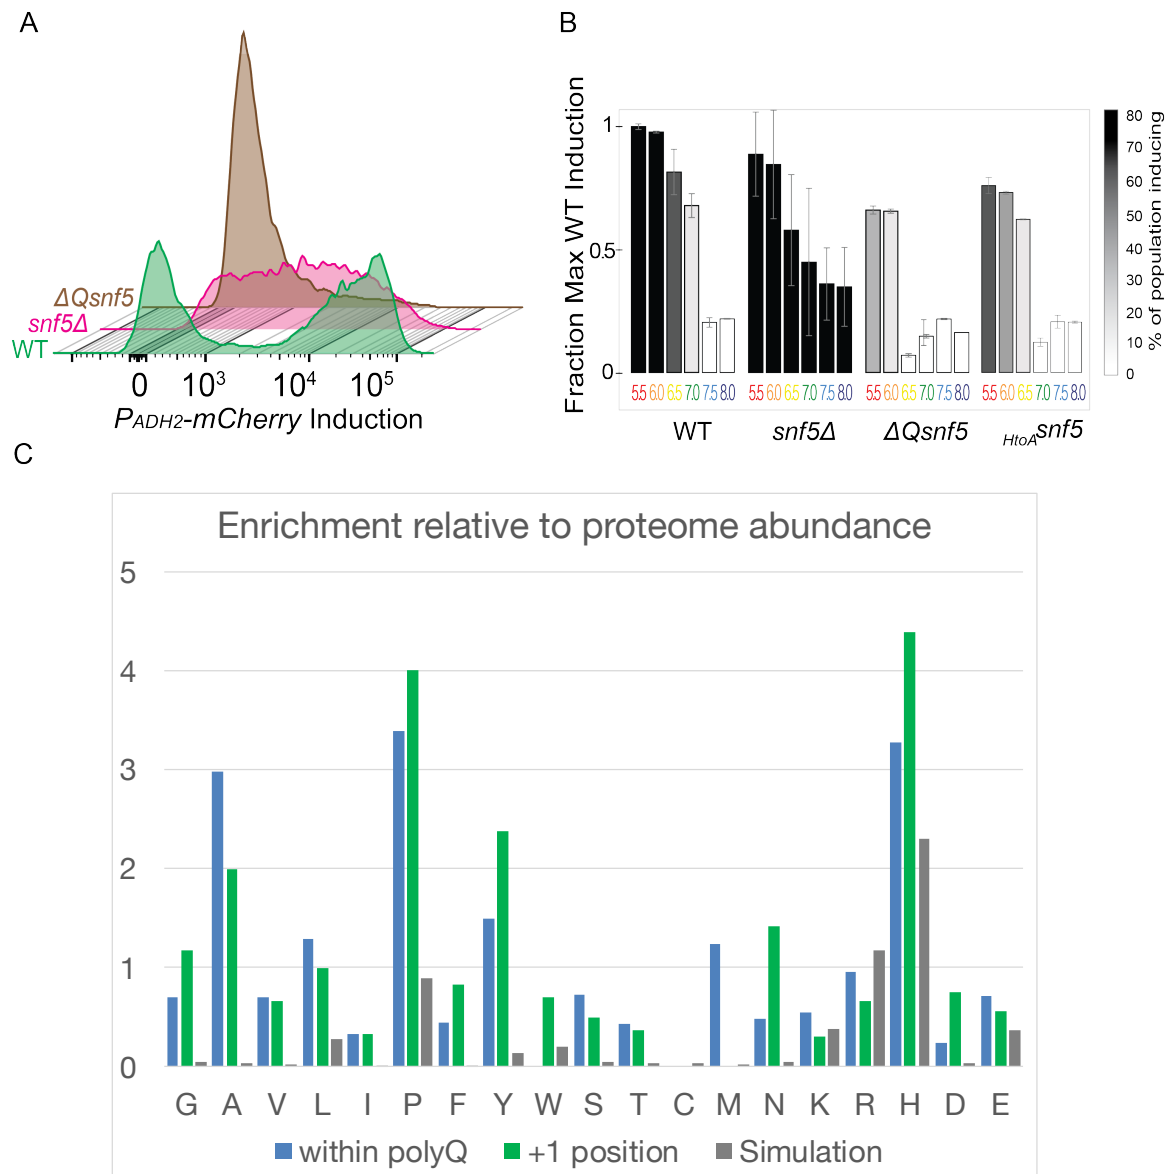 A
ΔQsnf5
snf5Δ
WT
0 10³ 10⁴ 10⁵
PADH2-mCherry Induction
B
Fraction Max WT Induction
1
0.5
0
5.5 6.0 6.5 7.0 7.5 8.0 5.5 6.0 6.5 7.0 7.5 8.0 5.5 6.0 6.5 7.0 7.5 8.0 5.5 6.0 6.5 7.0 7.5 8.0
WT snf5Δ ΔQsnf5 HtoAsnf5
80
70
60
50
40
30
20
10
0
% of population inducing
C
Enrichment relative to proteome abundance
5
4
3
2
1
0
G A V L I P F Y W S T C M N K R H D E
within polyQ +1 position Simulation